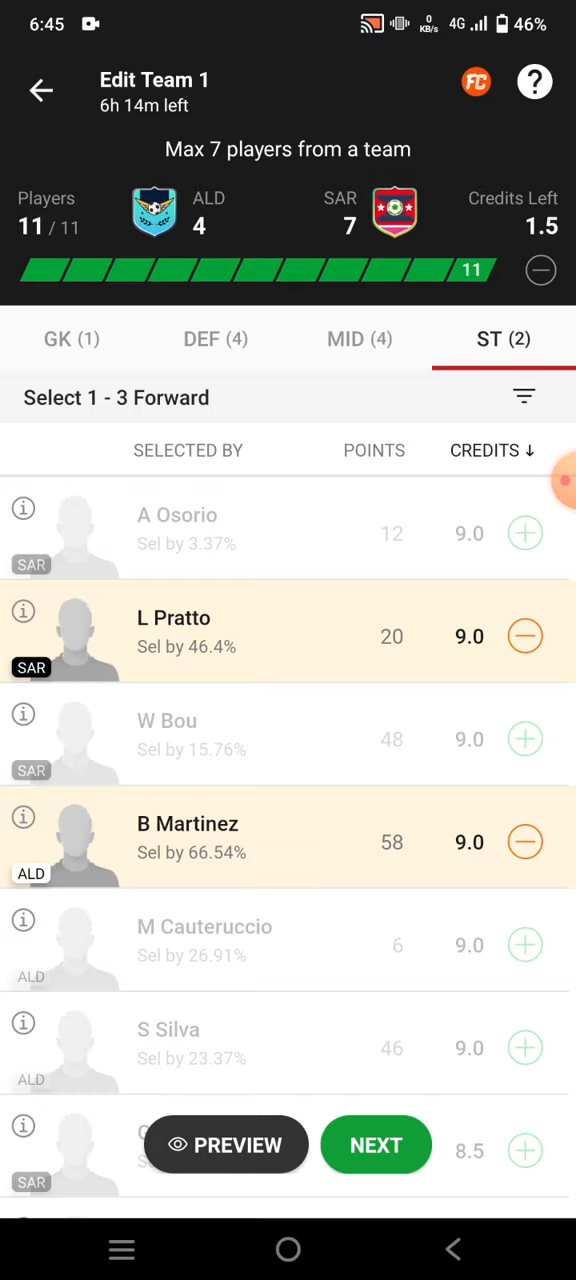 6:45
0 KB/s 4G 46%
Edit Team 1
6h 14m left
FC
?
Max 7 players from a team
Players
11 / 11
ALD
4
SAR
7
Credits Left
1.5
11
GK (1)
DEF (4)
MID (4)
ST (2)
Select 1 - 3 Forward
SELECTED BY
POINTS
CREDITS ↓
A Osorio
Sel by 3.37%
12
9.0
SAR
L Pratto
Sel by 46.4%
20
9.0
SAR
W Bou
Sel by 15.76%
48
9.0
SAR
B Martinez
Sel by 66.54%
58
9.0
ALD
M Cauteruccio
Sel by 26.91%
6
9.0
ALD
S Silva
Sel by 23.37%
46
9.0
ALD
8.5
SAR
PREVIEW
NEXT